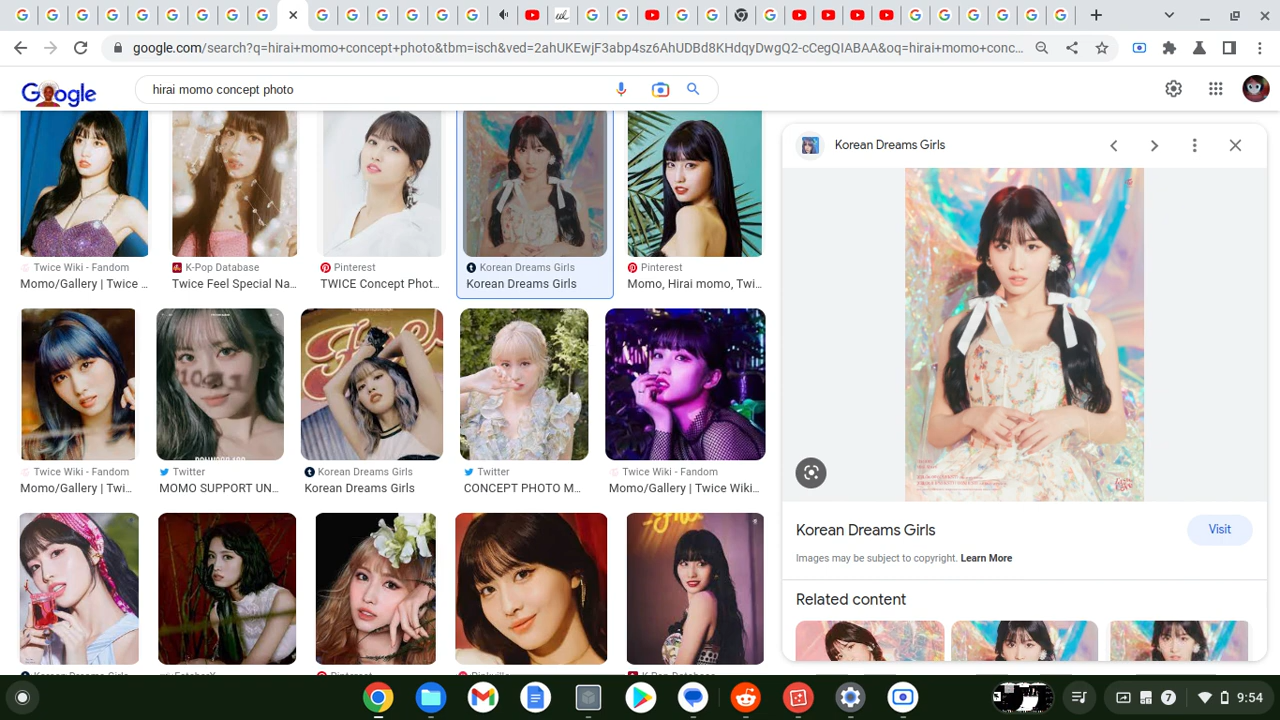 google.com/search?q=hirai+momo+concept+photo&tbm=isch&ved=2ahUKEwjF3abp4sz6AhUDBd8KHdqyDwgQ2-cCegQIABAA&oq=hirai+momo+conc...
Google
hirai momo concept photo
Twice Wiki - Fandom
Momo/Gallery | Twice ...
K-Pop Database
Twice Feel Special Na...
Pinterest
TWICE Concept Phot...
Korean Dreams Girls
Korean Dreams Girls
Pinterest
Momo, Hirai momo, Twi...
Twice Wiki - Fandom
Momo/Gallery | Twi...
Twitter
MOMO SUPPORT UN...
Korean Dreams Girls
Korean Dreams Girls
Twitter
CONCEPT PHOTO M...
Twice Wiki - Fandom
Momo/Gallery | Twice Wiki...
Korean Dreams Girls
Korean Dreams Girls
Visit
Images may be subject to copyright. Learn More
Related content
7
9:54